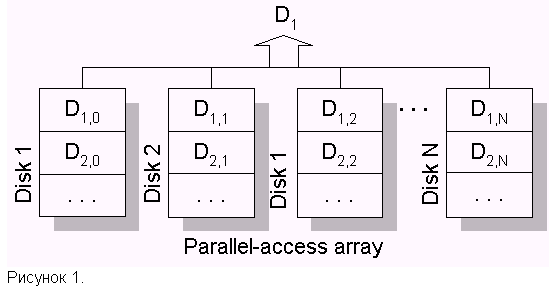 D1
D1,0 D1,1 D1,2 . . . D1,N
D2,0 D2,1 D2,2 D2,N
. . . . . . . . . . . .
Disk 1 Disk 2 Disk 1 Disk N
Parallel-access array
Рисунок 1.